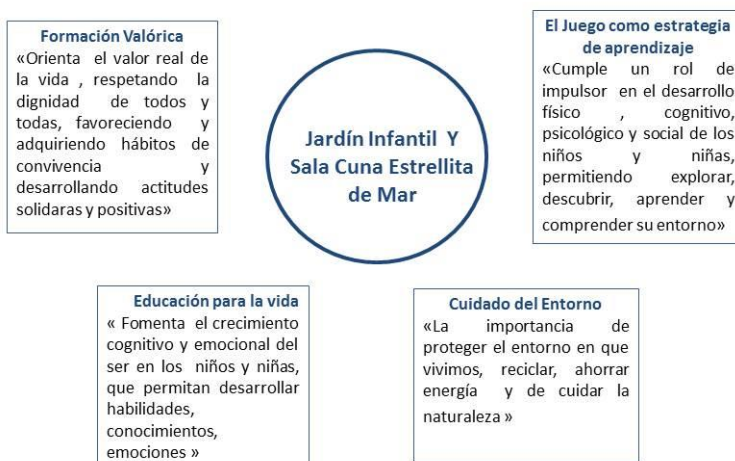 Formación Valórica
«Orienta el valor real de
la vida , respetando la
dignidad de todos y
todas, favoreciendo y
adquiriendo hábitos de
convivencia y
desarrollando actitudes
solidaras y positivas»
Jardín Infantil Y
Sala Cuna Estrellita
de Mar
El Juego como estrategia
de aprendizaje
«Cumple un rol de
impulsor en el desarrollo
físico , cognitivo,
psicológico y social de los
niños y niñas,
permitiendo explorar,
descubrir, aprender y
comprender su entorno»
Educación para la vida
« Fomenta el crecimiento
cognitivo y emocional del
ser en los niños y niñas,
que permitan desarrollar
habilidades,
conocimientos,
emociones »
Cuidado del Entorno
«La importancia de
proteger el entorno en que
vivimos, reciclar, ahorrar
energía y de cuidar la
naturaleza »